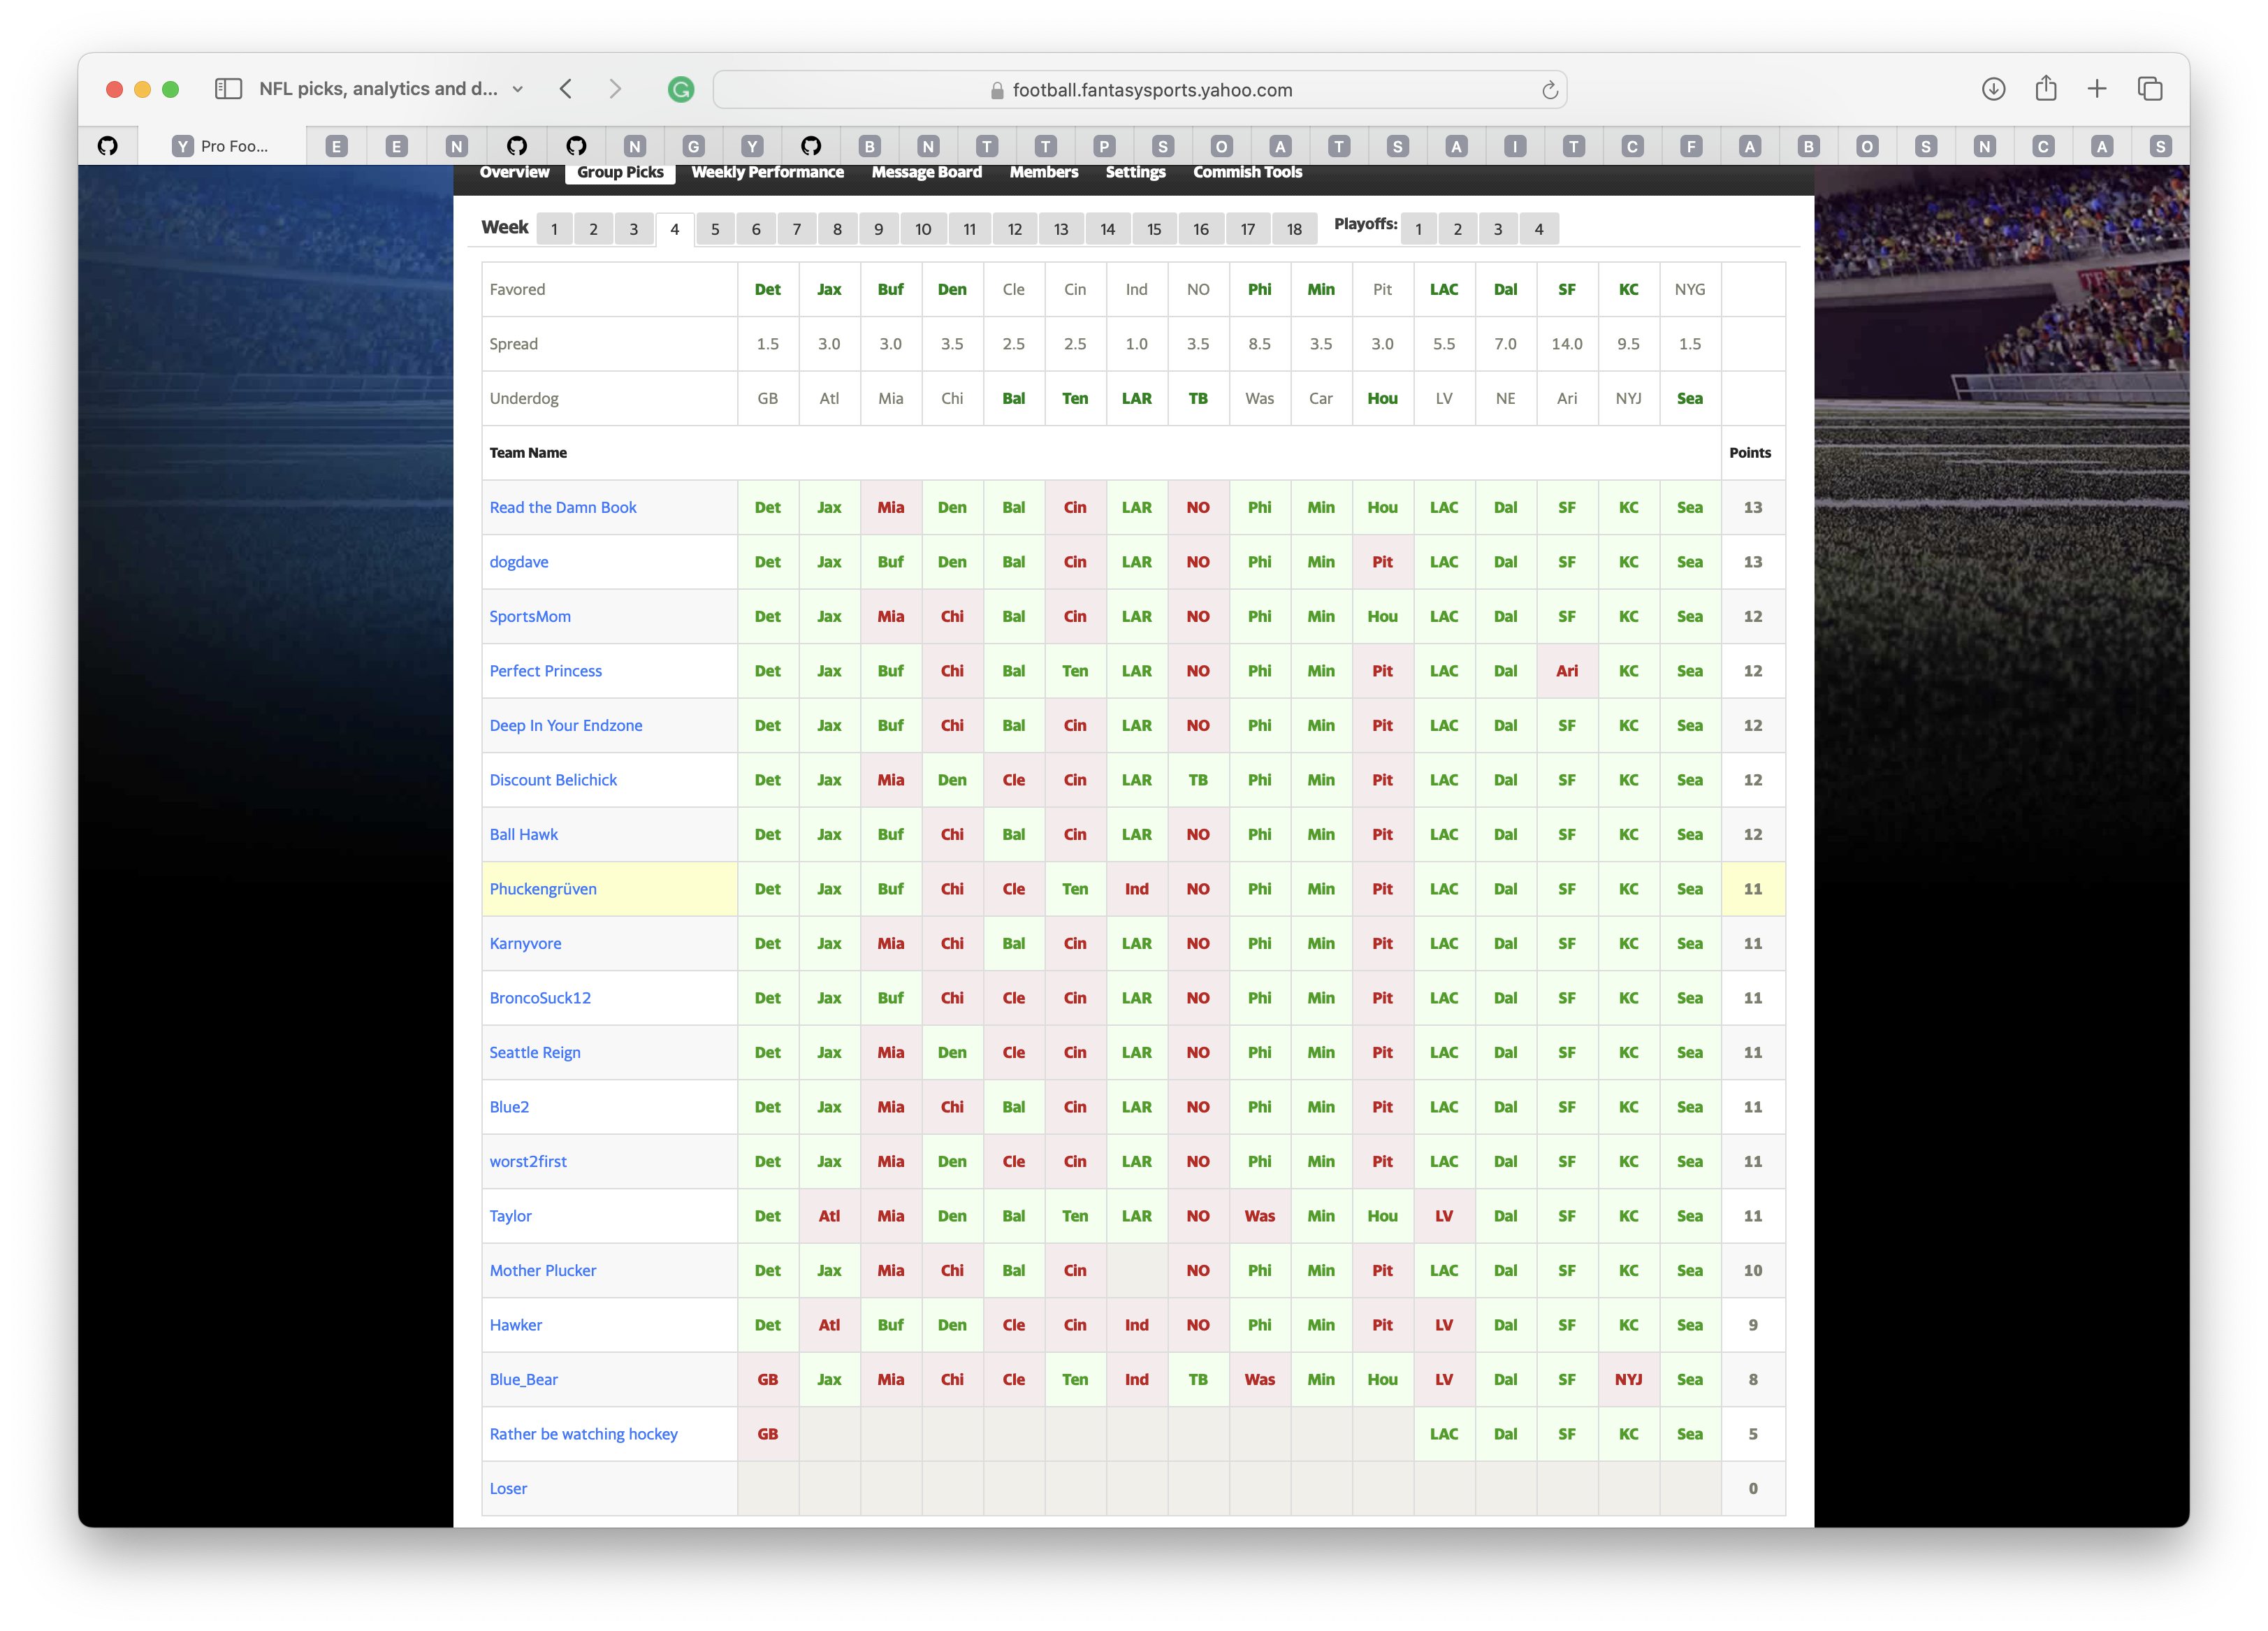 NFL picks, analytics and d...
football.fantasysports.yahoo.com
Y Pro Foo... E E N N G Y B N T T P S O A T S A I T C F A B O S N C A S
Overview Group Picks Weekly Performance Message Board Members Settings Commish Tools
Week 1 2 3 4 5 6 7 8 9 10 11 12 13 14 15 16 17 18 Playoffs: 1 2 3 4
Favored Det Jax Buf Den Cle Cin Ind NO Phi Min Pit LAC Dal SF KC NYG
Spread 1.5 3.0 3.0 3.5 2.5 2.5 1.0 3.5 8.5 3.5 3.0 5.5 7.0 14.0 9.5 1.5
Underdog GB Atl Mia Chi Bal Ten LAR TB Was Car Hou LV NE Ari NYJ Sea
Team Name Points
Read the Damn Book Det Jax Mia Den Bal Cin LAR NO Phi Min Hou LAC Dal SF KC Sea 13
dogdave Det Jax Buf Den Bal Cin LAR NO Phi Min Pit LAC Dal SF KC Sea 13
SportsMom Det Jax Mia Chi Bal Cin LAR NO Phi Min Hou LAC Dal SF KC Sea 12
Perfect Princess Det Jax Buf Chi Bal Ten LAR NO Phi Min Pit LAC Dal Ari KC Sea 12
Deep In Your Endzone Det Jax Buf Chi Bal Cin LAR NO Phi Min Pit LAC Dal SF KC Sea 12
Discount Belichick Det Jax Mia Den Cle Cin LAR TB Phi Min Pit LAC Dal SF KC Sea 12
Ball Hawk Det Jax Buf Chi Bal Cin LAR NO Phi Min Pit LAC Dal SF KC Sea 12
Phuckengrüven Det Jax Buf Chi Cle Ten Ind NO Phi Min Pit LAC Dal SF KC Sea 11
Karnyvore Det Jax Mia Chi Bal Cin LAR NO Phi Min Pit LAC Dal SF KC Sea 11
BroncoSuck12 Det Jax Buf Chi Cle Cin LAR NO Phi Min Pit LAC Dal SF KC Sea 11
Seattle Reign Det Jax Mia Den Cle Cin LAR NO Phi Min Pit LAC Dal SF KC Sea 11
Blue2 Det Jax Mia Chi Bal Cin LAR NO Phi Min Pit LAC Dal SF KC Sea 11
worst2first Det Jax Mia Den Cle Cin LAR NO Phi Min Pit LAC Dal SF KC Sea 11
Taylor Det Atl Mia Den Bal Ten LAR NO Was Min Hou LV Dal SF KC Sea 11
Mother Plucker Det Jax Mia Chi Bal Cin NO Phi Min Pit LAC Dal SF KC Sea 10
Hawker Det Atl Buf Den Cle Cin Ind NO Phi Min Pit LV Dal SF KC Sea 9
Blue_Bear GB Jax Mia Chi Cle Ten Ind TB Was Min Hou LV Dal SF NYJ Sea 8
Rather be watching hockey GB LAC Dal SF KC Sea 5
Loser 0